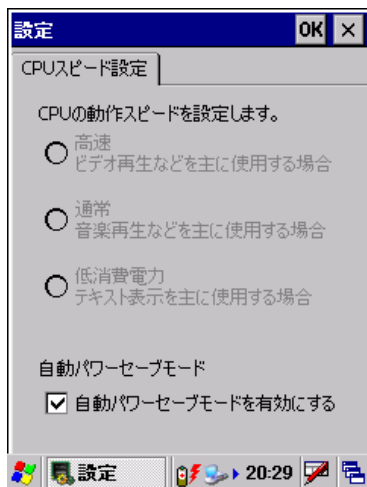 設定 OK ×
CPUスピード設定
CPUの動作スピードを設定します。
高速
ビデオ再生などを主に使用する場合
通常
音楽再生などを主に使用する場合
低消費電力
テキスト表示を主に使用する場合
自動パワーセーブモード
自動パワーセーブモードを有効にする
設定 20:29